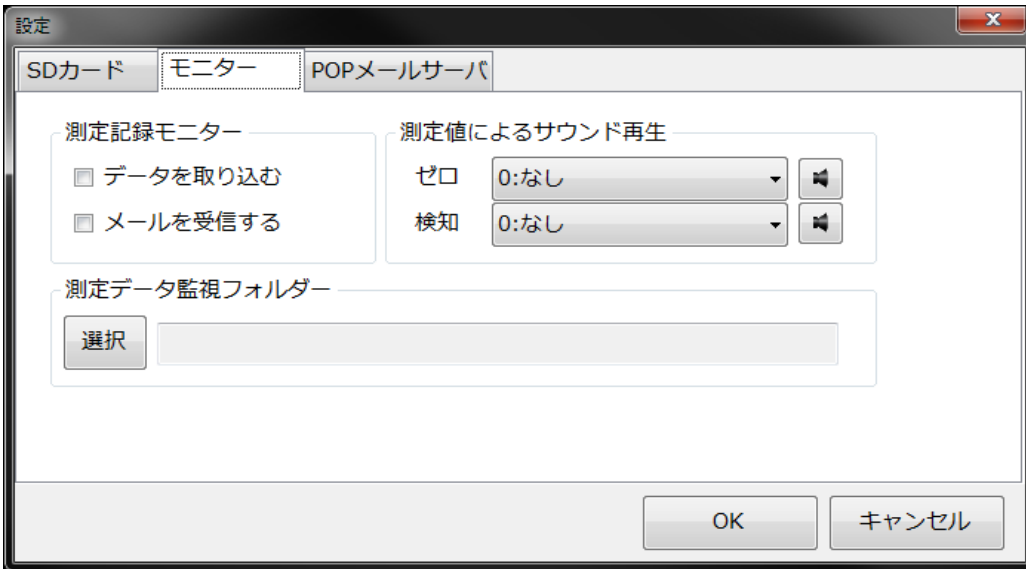 設定
SDカード モニター POPメールサーバ
測定記録モニター 測定値によるサウンド再生
データを取り込む ゼロ 0:なし
メールを受信する 検知 0:なし
測定データ監視フォルダー
選択
OK キャンセル